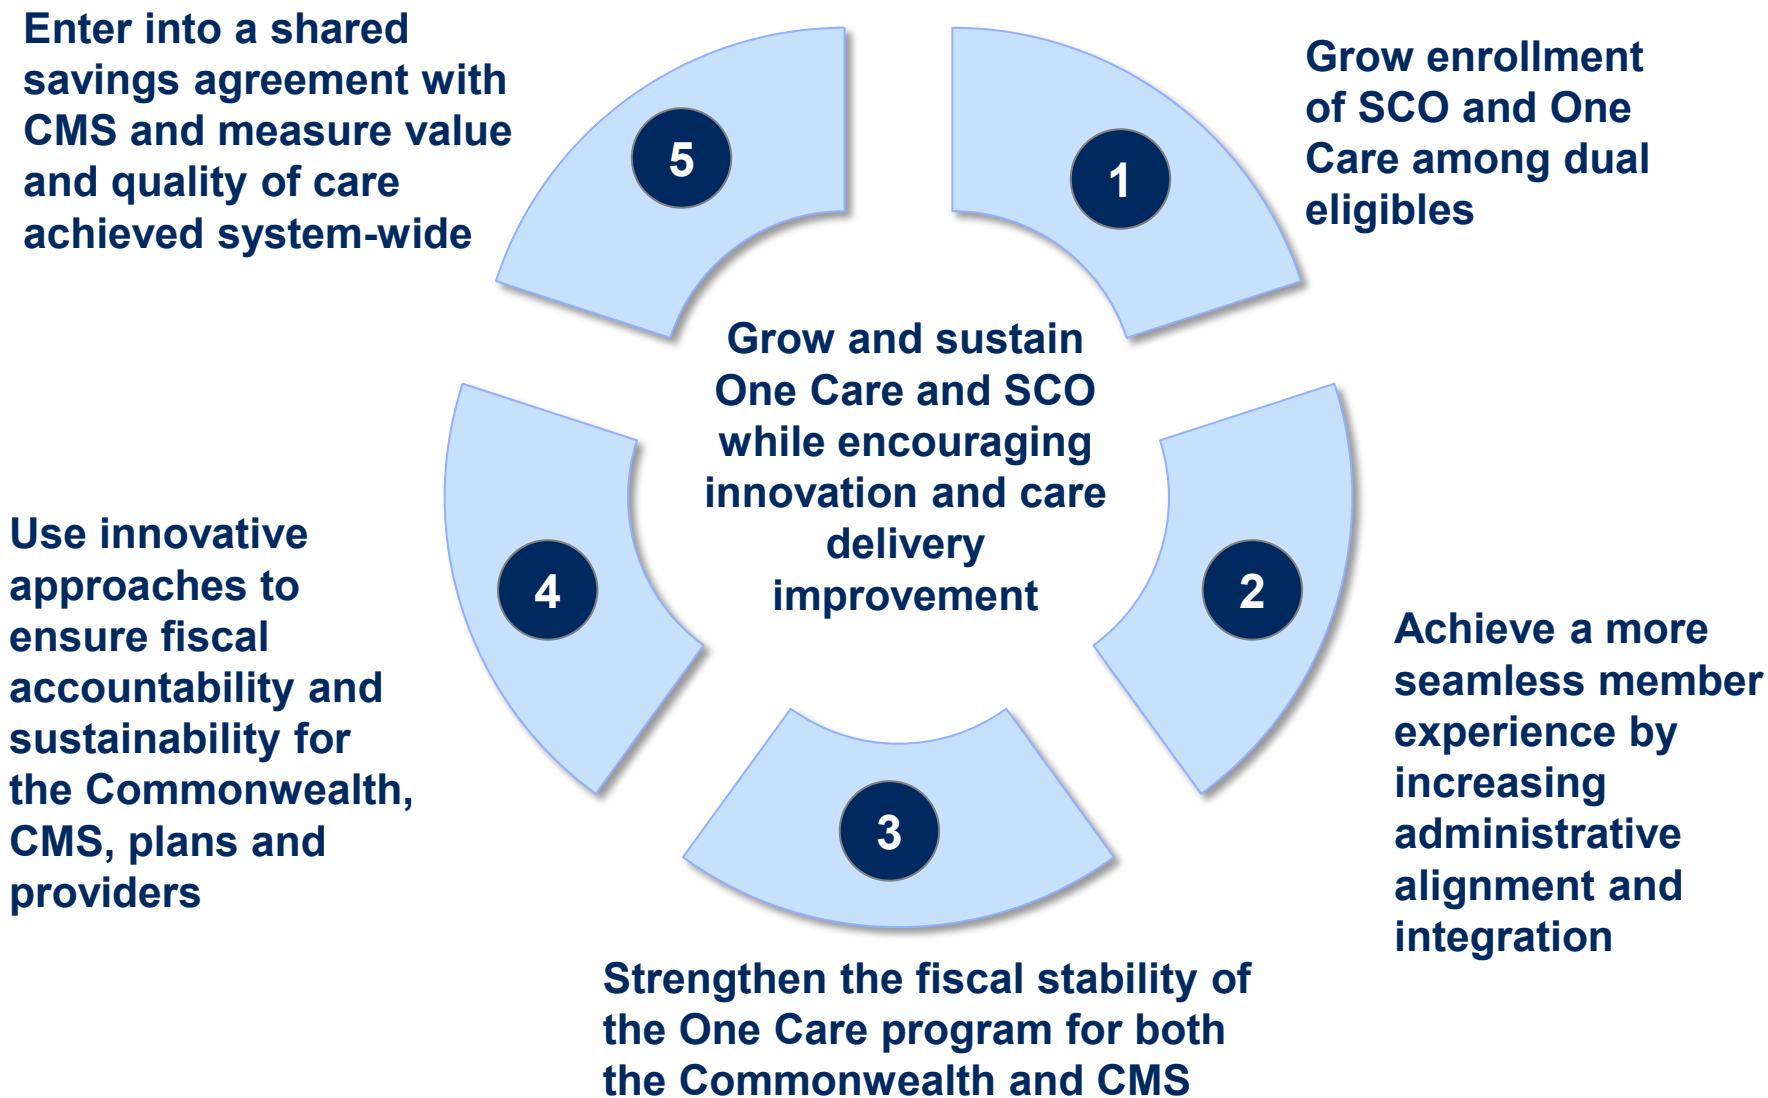 Enter into a shared
savings agreement with
CMS and measure value
and quality of care
achieved system-wide
5
1
Grow enrollment
of SCO and One
Care among dual
eligibles
Grow and sustain
One Care and SCO
while encouraging
innovation and care
delivery
improvement
Use innovative
approaches to
ensure fiscal
accountability and
sustainability for
the Commonwealth,
CMS, plans and
providers
4
2
Achieve a more
seamless member
experience by
increasing
administrative
alignment and
integration
3
Strengthen the fiscal stability of
the One Care program for both
the Commonwealth and CMS